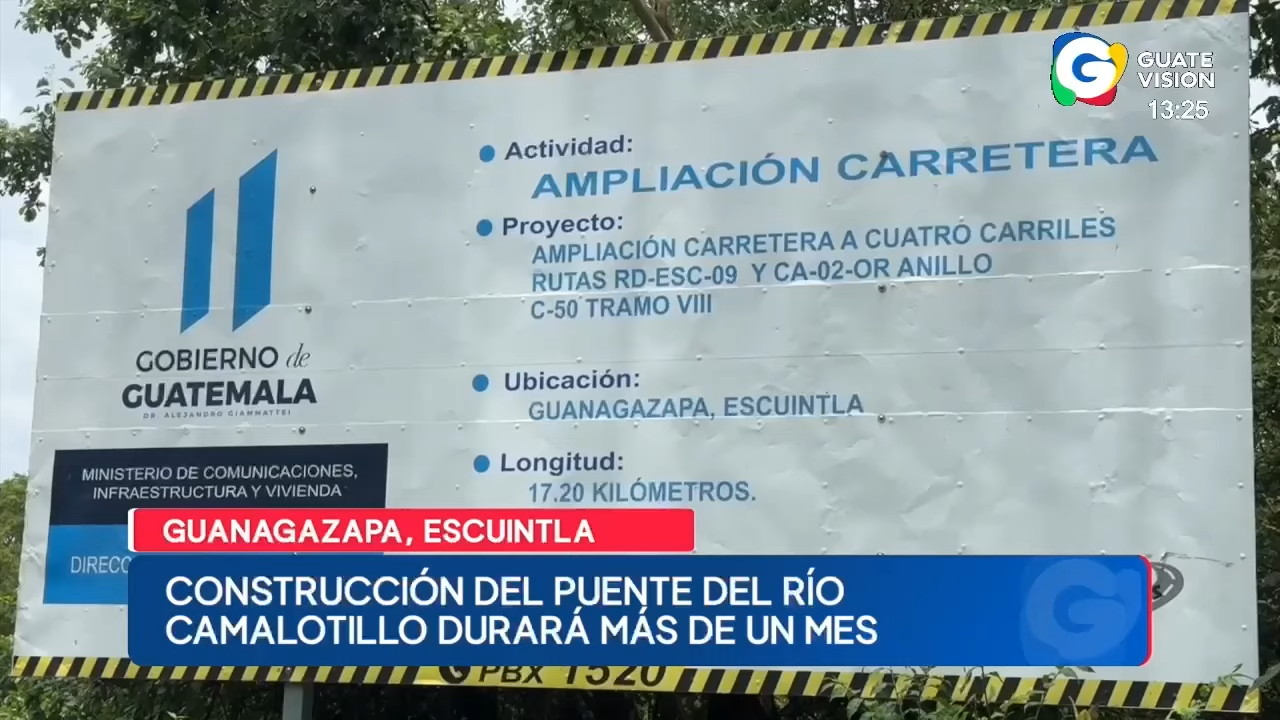 GUATE
VISIÓN
13:25
Actividad:
AMPLIACIÓN CARRETERA
Proyecto:
AMPLIACIÓN CARRETERA A CUATRO CARRILES
RUTAS RD-ESC-09 Y CA-02-OR ANILLO
C-50 TRAMO VIII
Ubicación:
GUANAGAZAPA, ESCUINTLA
Longitud:
17.20 KILÓMETROS.
GOBIERNO de
GUATEMALA
DR. ALEJANDRO GIAMMATTEI
MINISTERIO DE COMUNICACIONES,
INFRAESTRUCTURA Y VIVIENDA
GUANAGAZAPA, ESCUINTLA
CONSTRUCCIÓN DEL PUENTE DEL RÍO
CAMALOTILLO DURARÁ MÁS DE UN MES
PBX 1520